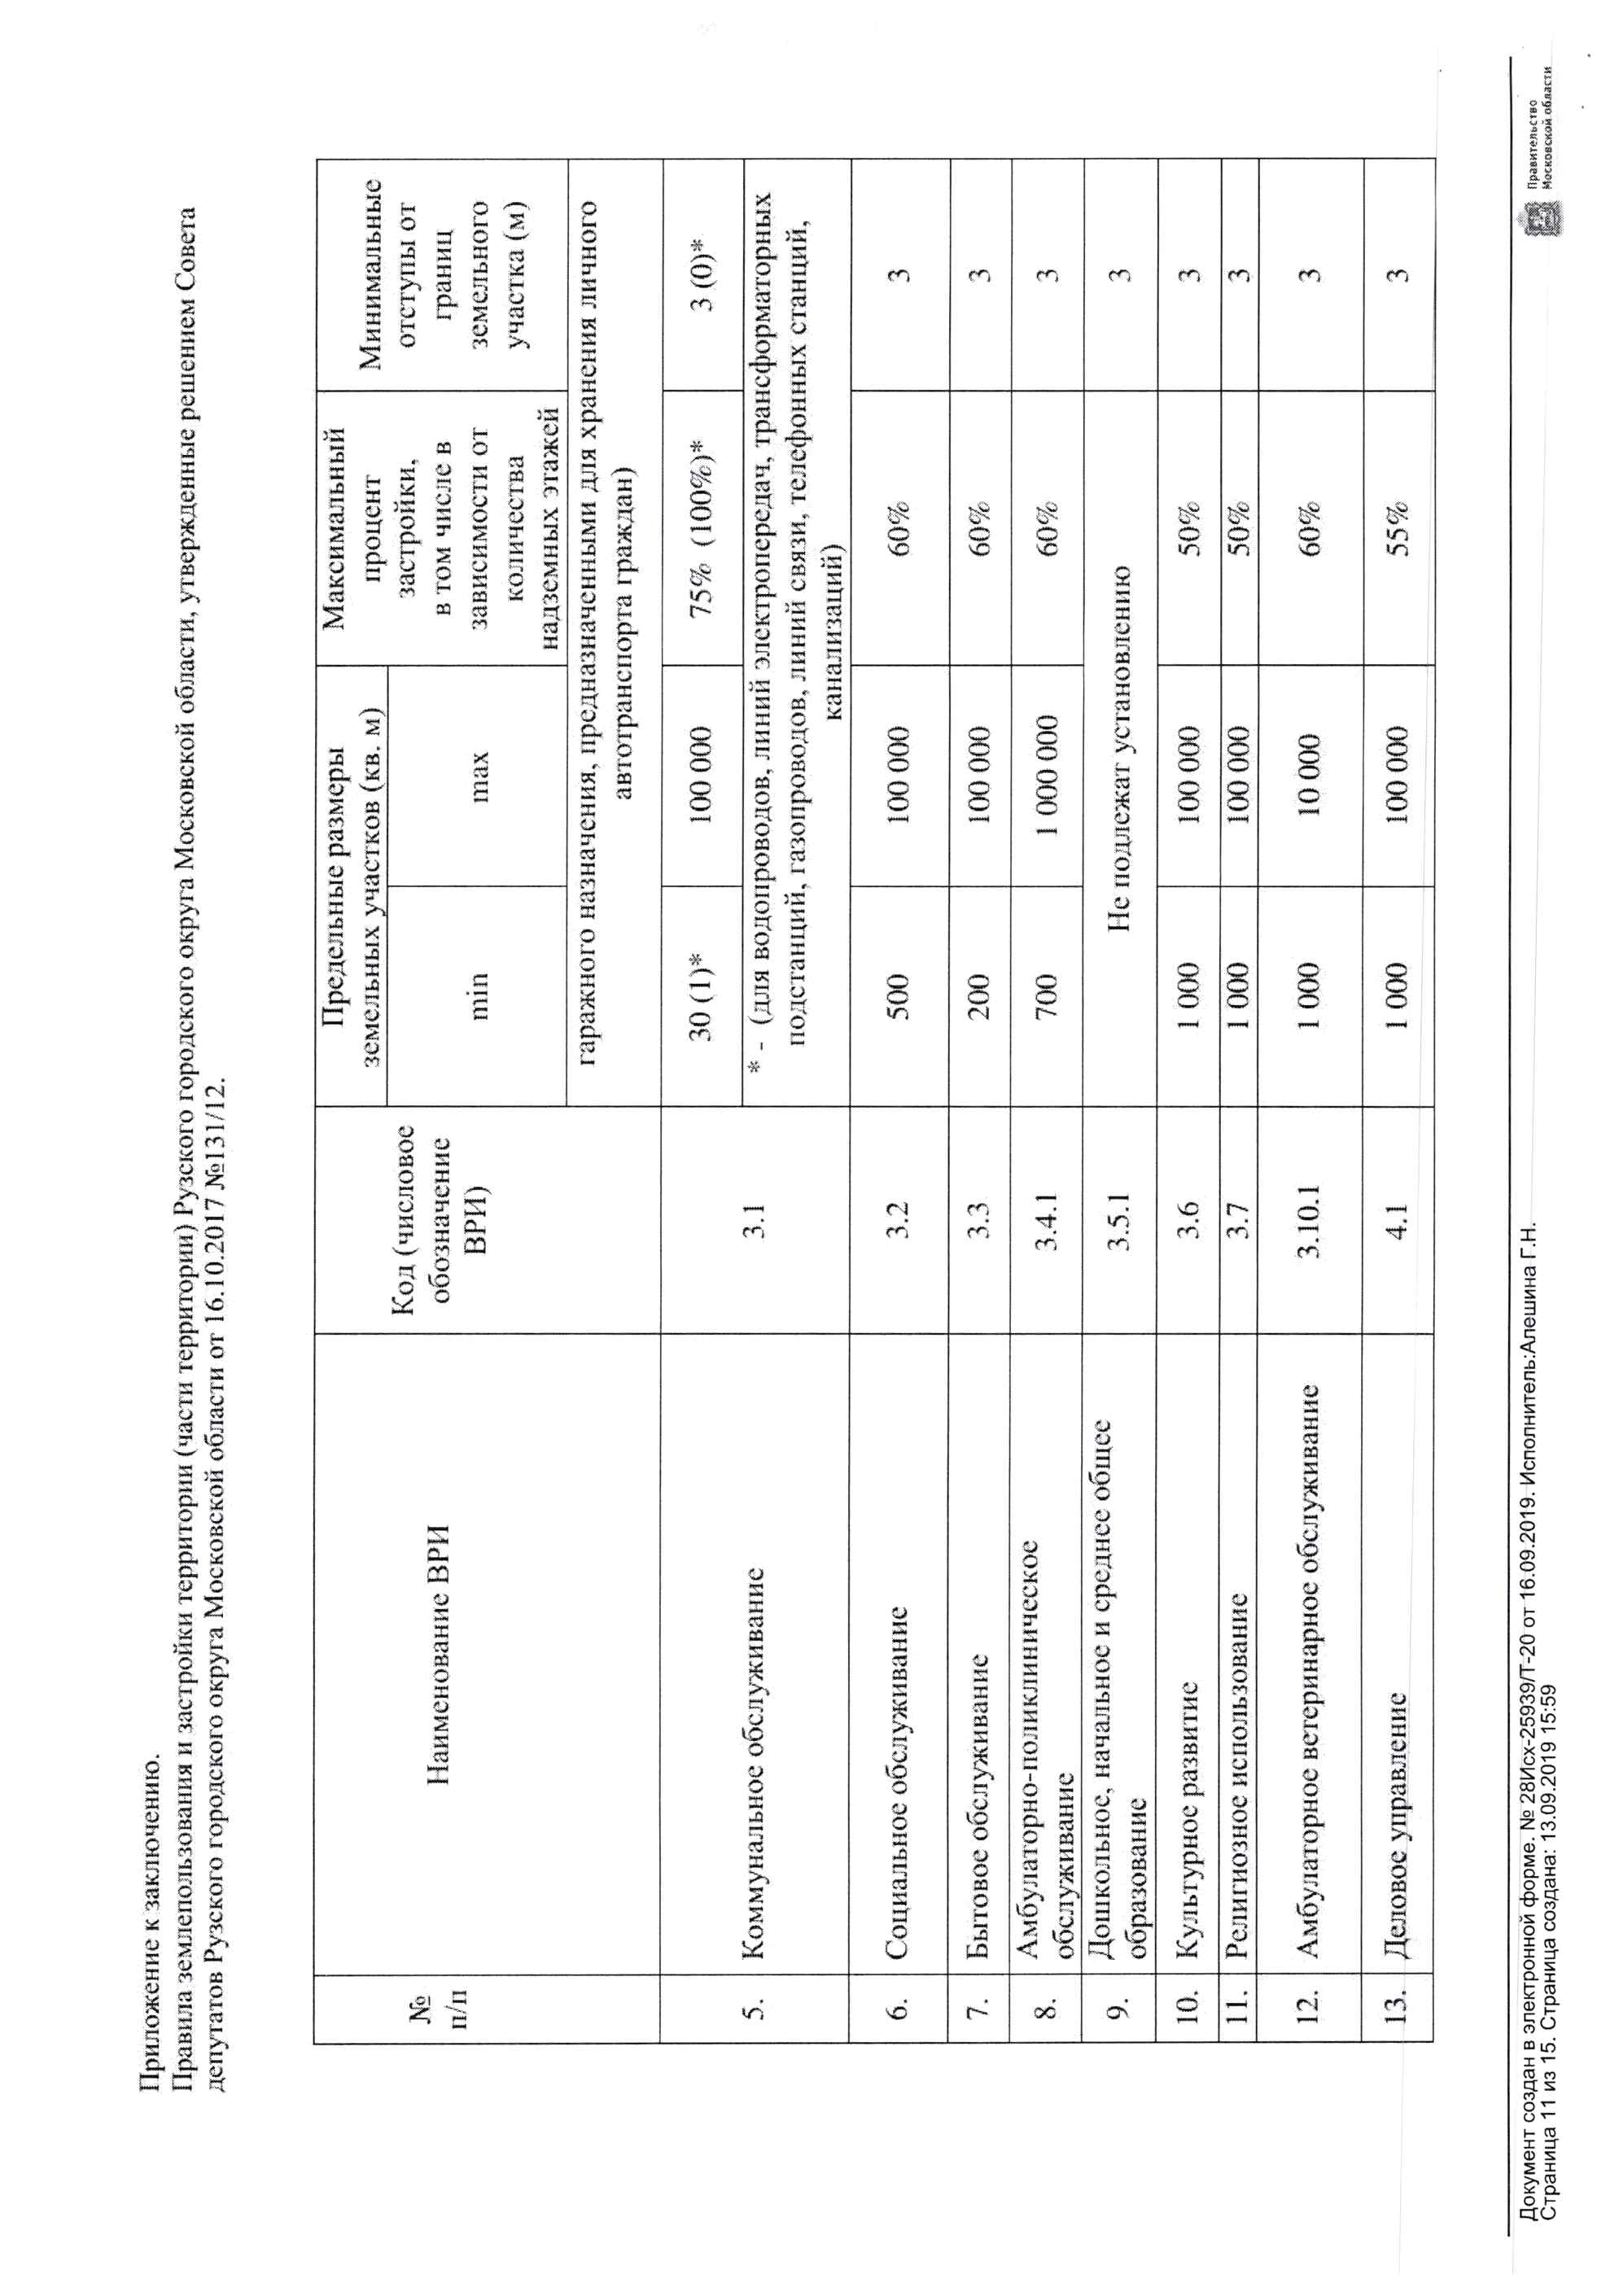 Приложение к заключению.
Правила землепользования и застройки территории (части территории) Рузского городского округа Московской области, утвержденные решением Совета
депутатов Рузского городского округа Московской области от 16.10.2017 №131/12.
№
п/п
Наименование ВРИ
Код (числовое
обозначение
ВРИ)
Предельные размеры
земельных участков (кв. м)
min
max
Максимальный
процент
застройки,
в том числе в
зависимости от
количества
надземных этажей
Минимальные
отступы от
границ
земельного
участка (м)
гаражного назначения, предназначенными для хранения личного
автотранспорта граждан)
5. Коммунальное обслуживание 3.1 30 (1)* 100 000 75% (100%)* 3 (0)*
* - (для водопроводов, линий электропередач, трансформаторных
подстанций, газопроводов, линий связи, телефонных станций,
канализаций)
6. Социальное обслуживание 3.2 500 100 000 60% 3
7. Бытовое обслуживание 3.3 200 100 000 60% 3
8. Амбулаторно-поликлиническое
обслуживание 3.4.1 700 1 000 000 60% 3
9. Дошкольное, начальное и среднее общее
образование 3.5.1 Не подлежат установлению 3
10. Культурное развитие 3.6 1 000 100 000 50% 3
11. Религиозное использование 3.7 1 000 100 000 50% 3
12. Амбулаторное ветеринарное обслуживание 3.10.1 1 000 10 000 60% 3
13. Деловое управление 4.1 1 000 100 000 55% 3
Документ создан в электронной форме. № 28Исх-25939/Т-20 от 16.09.2019. Исполнитель:Алешина Г.Н.
Страница 11 из 15. Страница создана: 13.09.2019 15:59
Правительство
Московской области